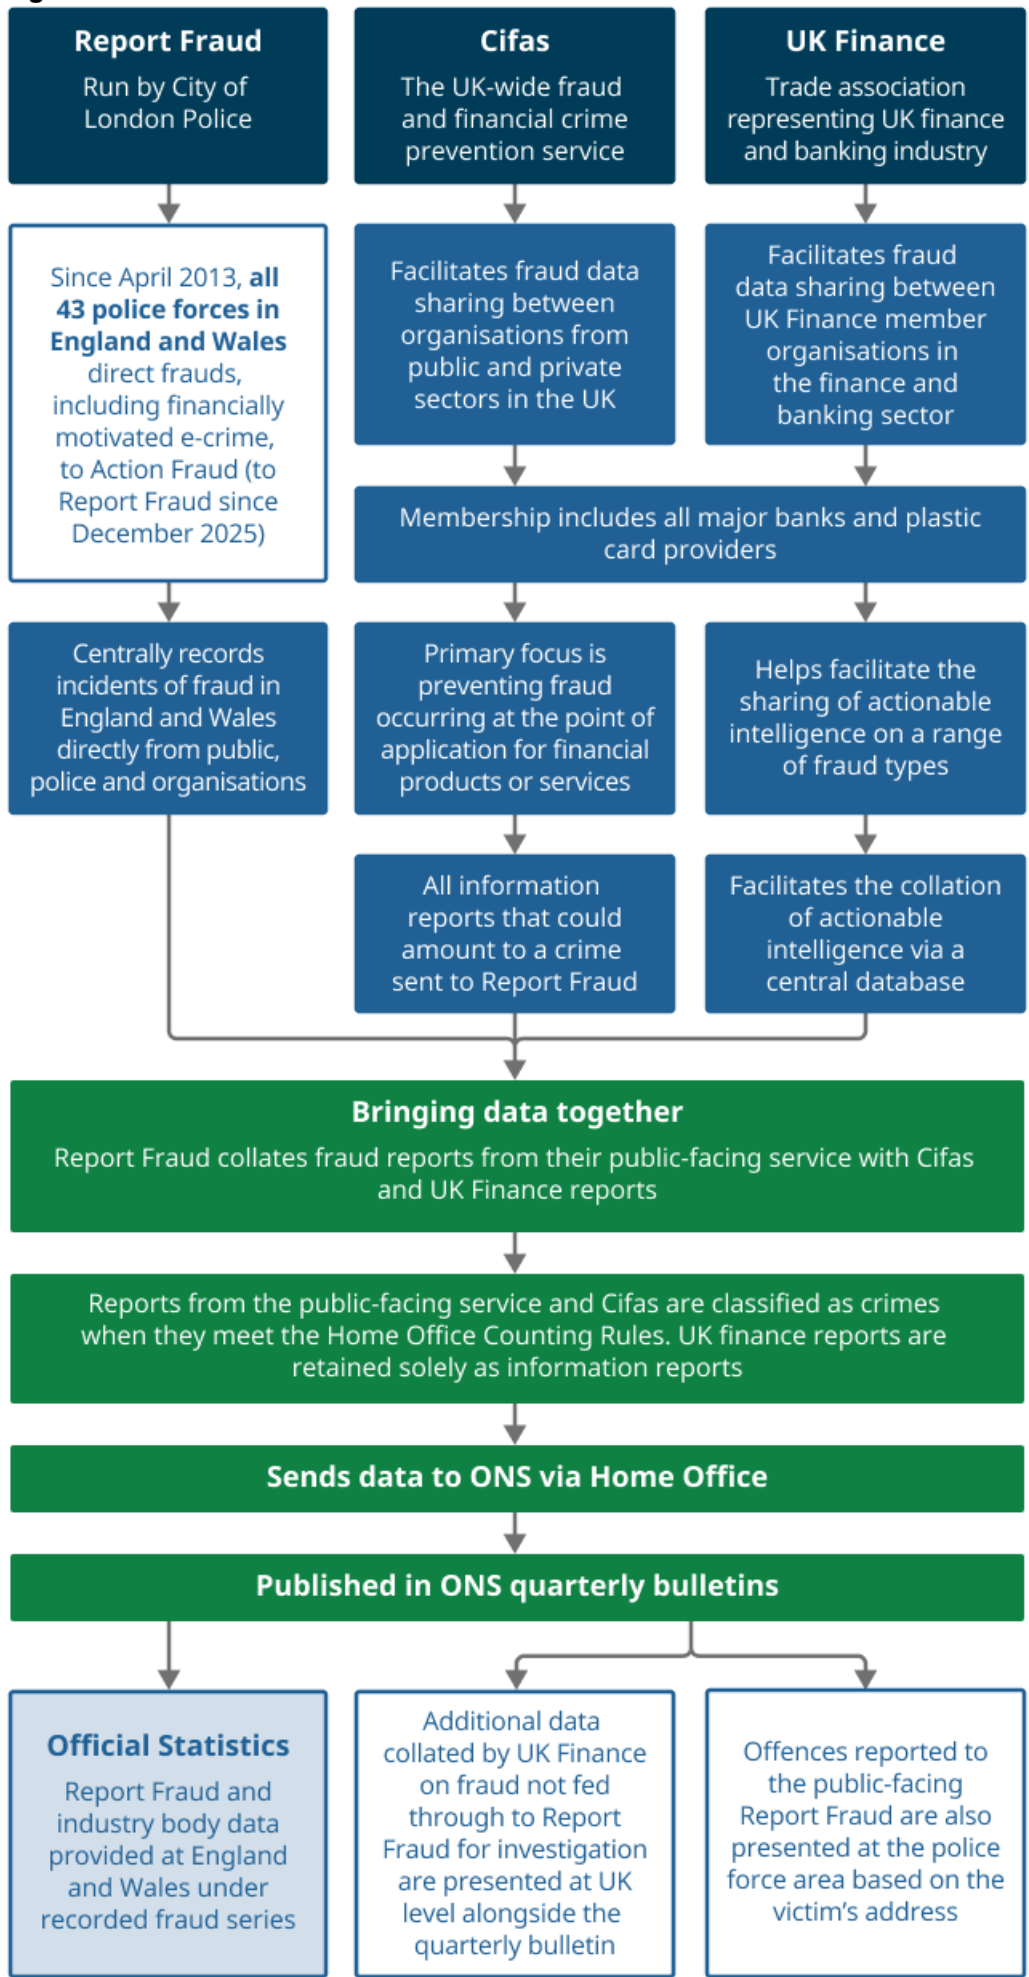 Report Fraud
Run by City of
London Police
Cifas
The UK-wide fraud
and financial crime
prevention service
UK Finance
Trade association
representing UK finance
and banking industry
Since April 2013, all
43 police forces in
England and Wales
direct frauds,
including financially
motivated e-crime,
to Action Fraud (to
Report Fraud since
December 2025)
Facilitates fraud data
sharing between
organisations from
public and private
sectors in the UK
Facilitates fraud
data sharing between
UK Finance member
organisations in
the finance and
banking sector
Membership includes all major banks and plastic
card providers
Centrally records
incidents of fraud in
England and Wales
directly from public,
police and organisations
Primary focus is
preventing fraud
occurring at the point of
application for financial
products or services
Helps facilitate the
sharing of actionable
intelligence on a range
of fraud types
All information
reports that could
amount to a crime
sent to Report Fraud
Facilitates the collation
of actionable
intelligence via a
central database
Bringing data together
Report Fraud collates fraud reports from their public-facing service with Cifas
and UK Finance reports
Reports from the public-facing service and Cifas are classified as crimes
when they meet the Home Office Counting Rules. UK finance reports are
retained solely as information reports
Sends data to ONS via Home Office
Published in ONS quarterly bulletins
Official Statistics
Report Fraud and
industry body data
provided at England
and Wales under
recorded fraud series
Additional data
collated by UK Finance
on fraud not fed
through to Report
Fraud for investigation
are presented at UK
level alongside the
quarterly bulletin
Offences reported to
the public-facing
Report Fraud are also
presented at the police
force area based on the
victim's address